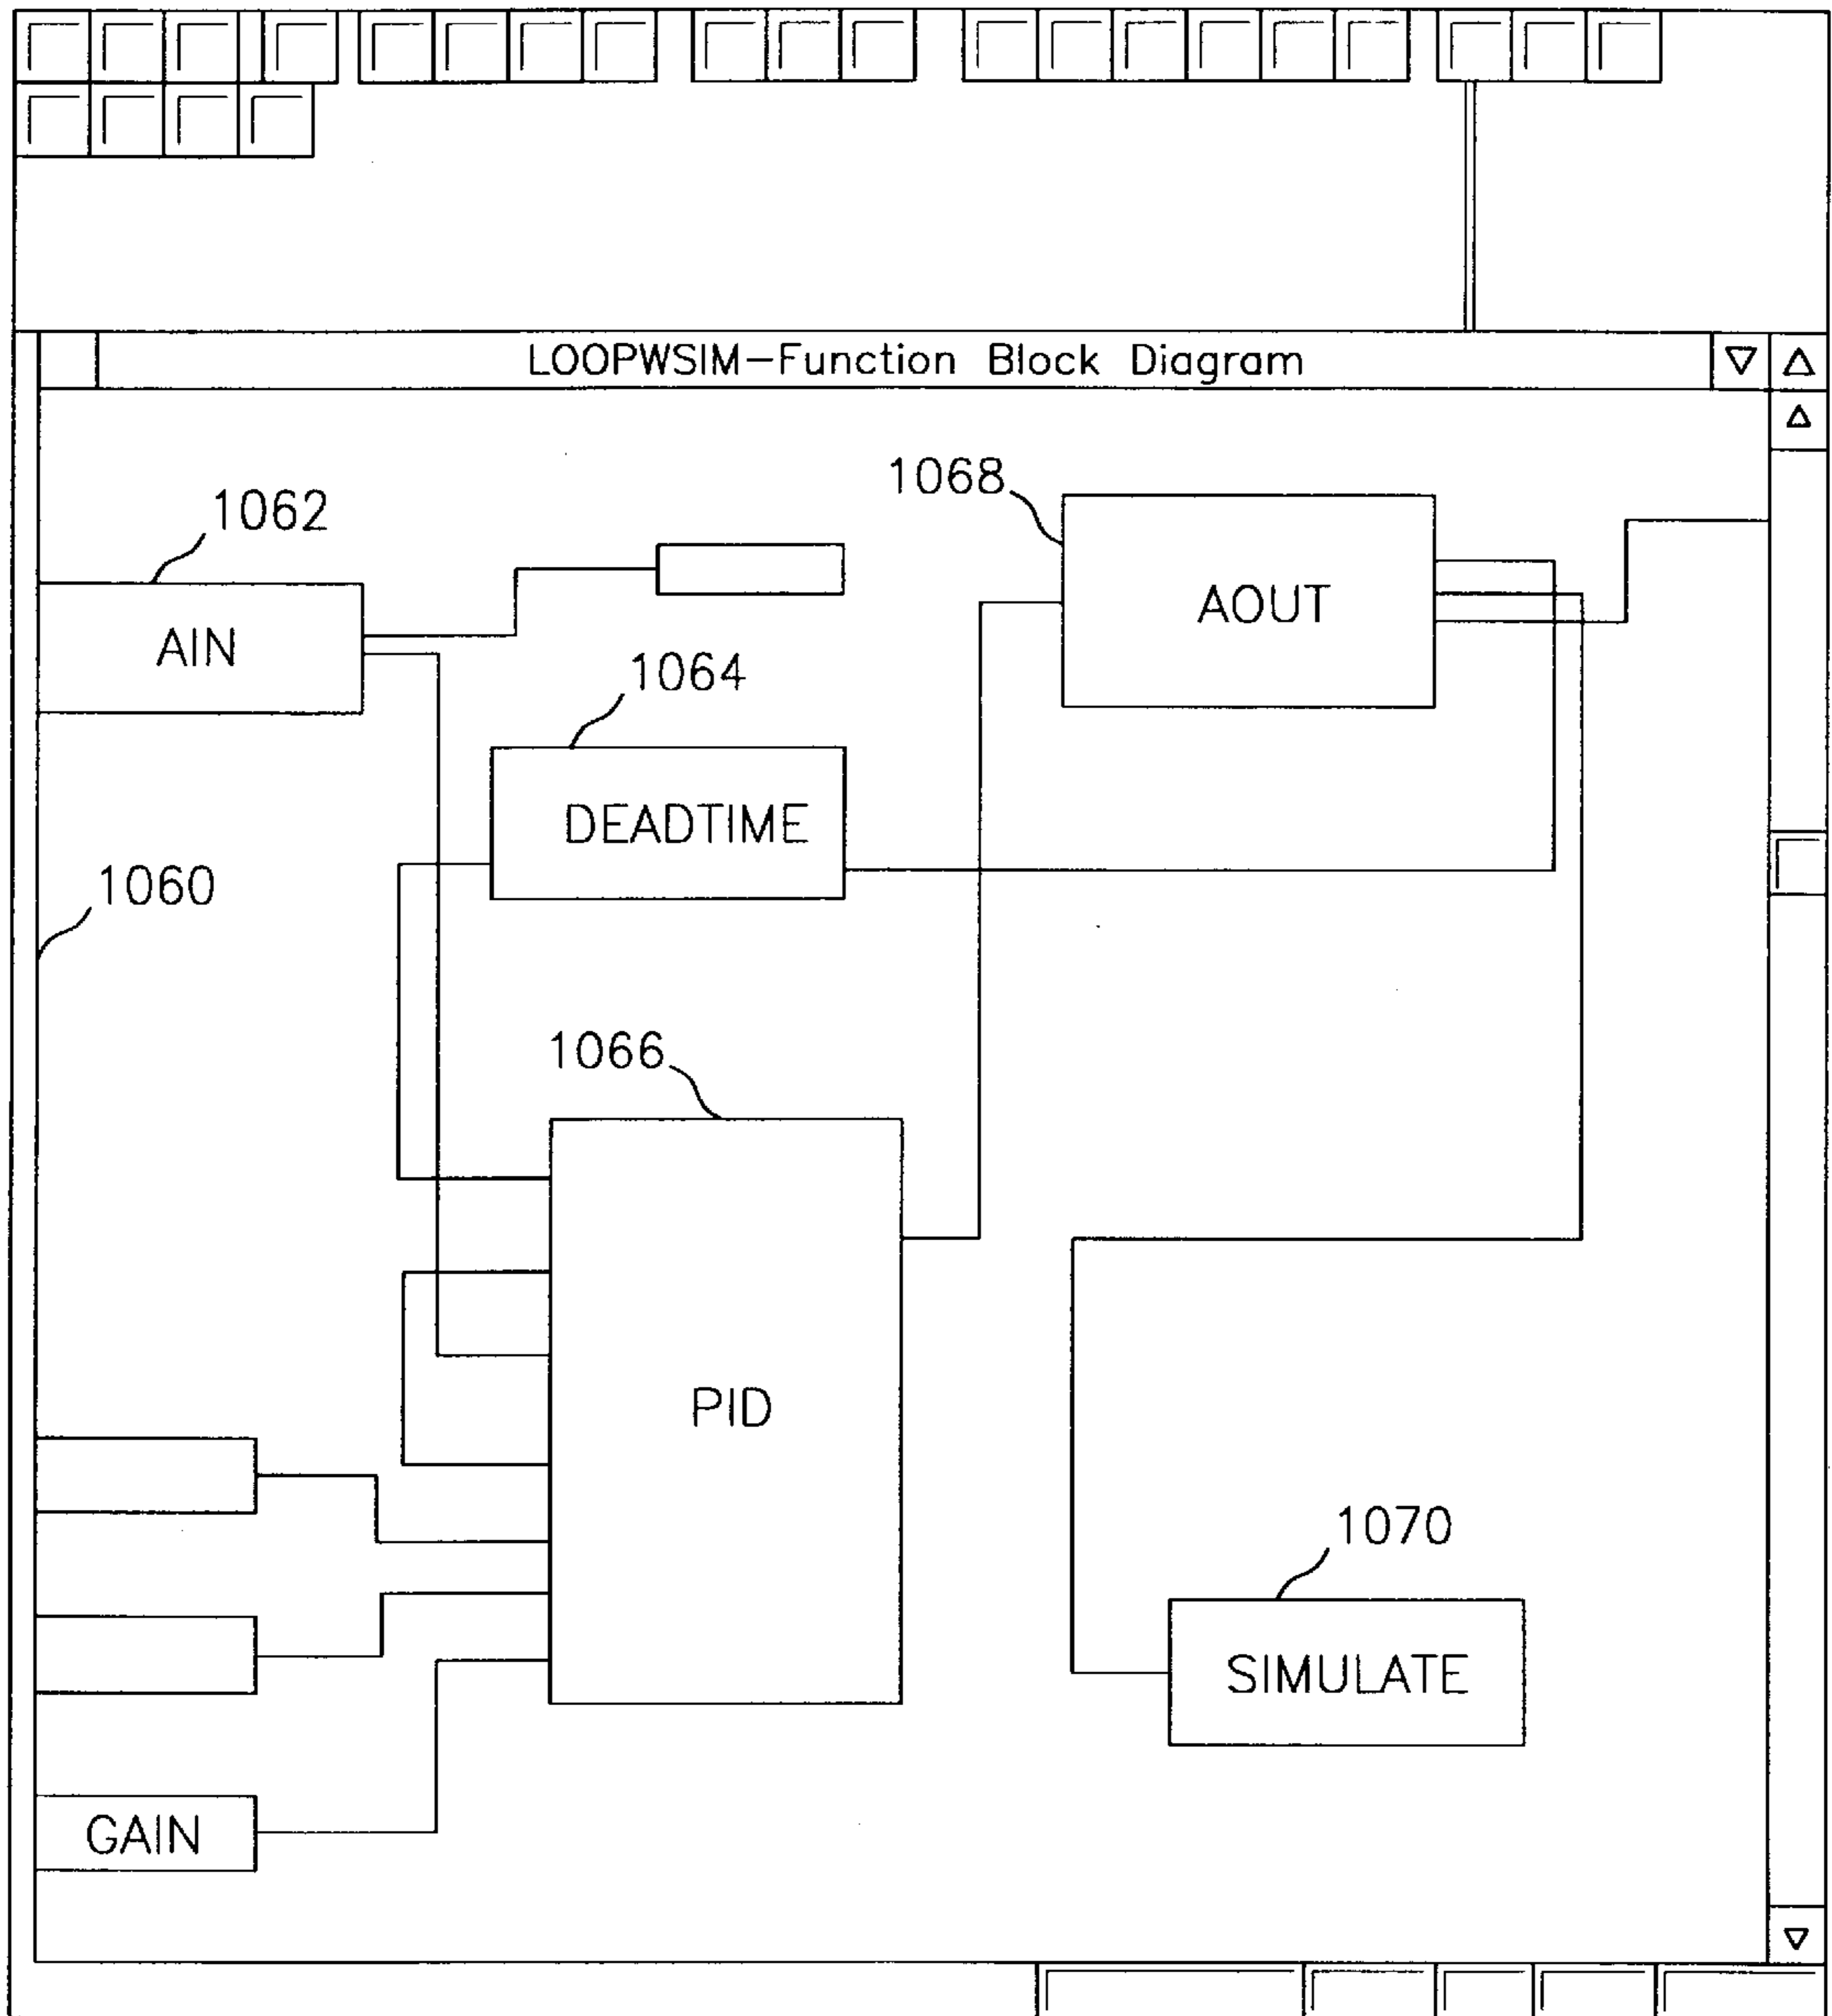 LOOPWSIM-Function Block Diagram
1068
1062
AOUT
AIN
1064
DEADTIME
1060
1066
PID
1070
SIMULATE
GAIN